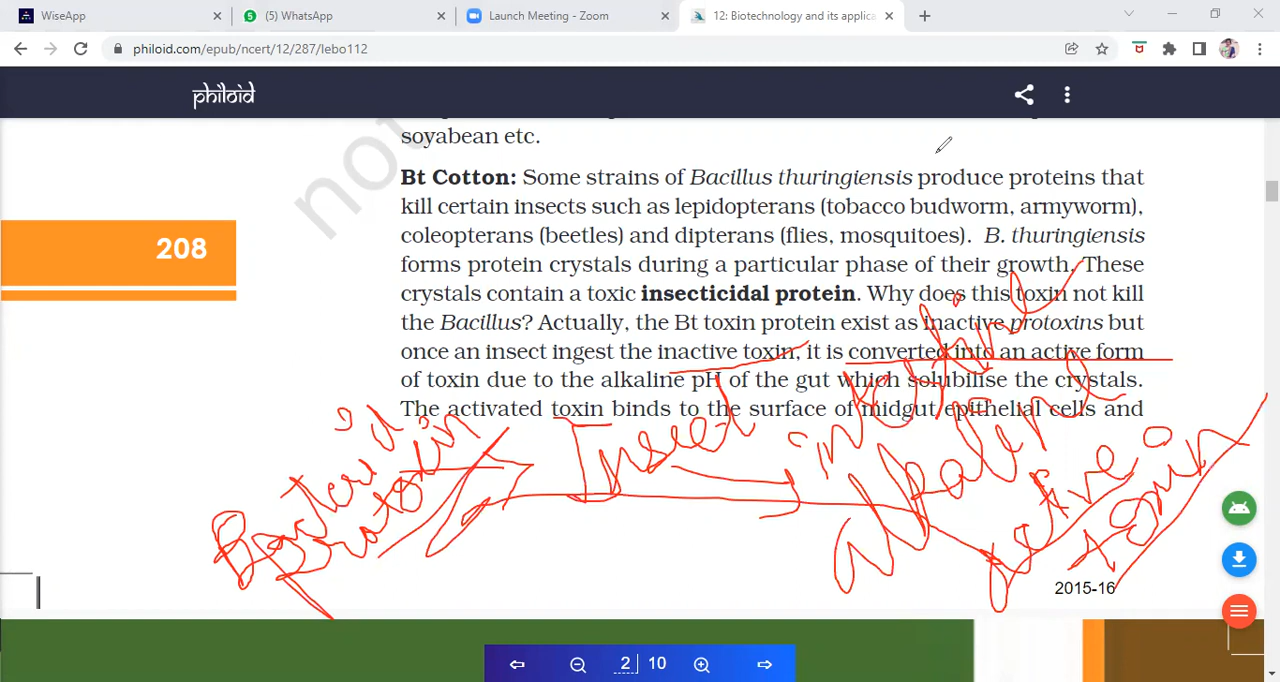 WiseApp
(5) WhatsApp
Launch Meeting - Zoom
12: Biotechnology and its applica
philoid.com/epub/ncert/12/287/lebo112
philoid
not
soyabean etc.
208
Bt Cotton: Some strains of Bacillus thuringiensis produce proteins that
kill certain insects such as lepidopterans (tobacco budworm, armyworm),
coleopterans (beetles) and dipterans (flies, mosquitoes). B. thuringiensis
forms protein crystals during a particular phase of their growth. These
crystals contain a toxic insecticidal protein. Why does this toxin not kill
the Bacillus? Actually, the Bt toxin protein exist as inactive protoxins but
once an insect ingest the inactive toxin, it is converted into an active form
of toxin due to the alkaline pH of the gut which solubilise the crystals.
The activated toxin binds to the surface of midgut epithelial cells and
Insect
2015-16
2 10